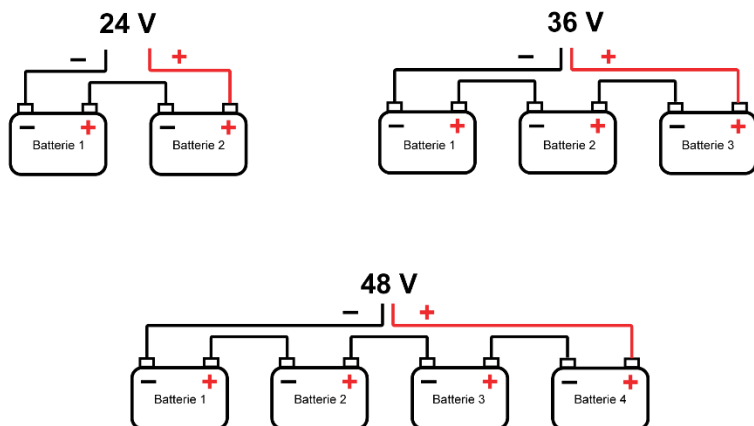 24 V
36 V
− +
− +
− + − +
− + − + − +
Batterie 1 Batterie 2
Batterie 1 Batterie 2 Batterie 3
48 V
− +
− + − + − + − +
Batterie 1 Batterie 2 Batterie 3 Batterie 4